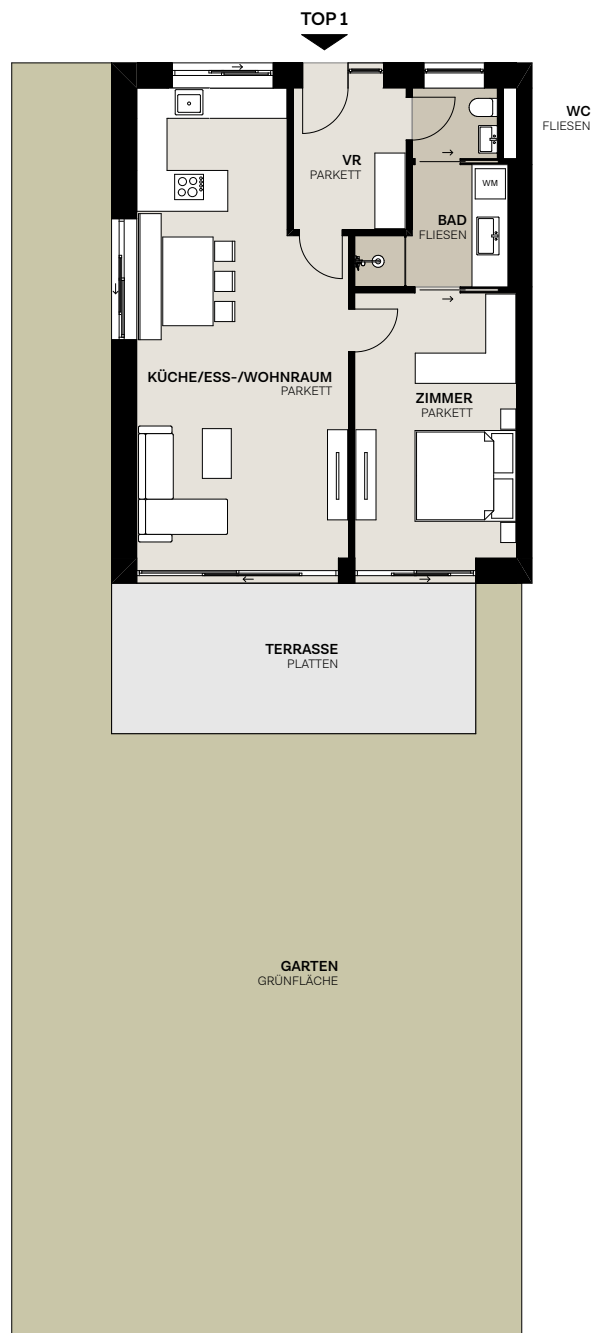 TOP 1
WC
FLIESEN
VR
PARKETT
WM
BAD
FLIESEN
KÜCHE/ESS-/WOHNRAUM
PARKETT
ZIMMER
PARKETT
TERRASSE
PLATTEN
GARTEN
GRÜNFLÄCHE